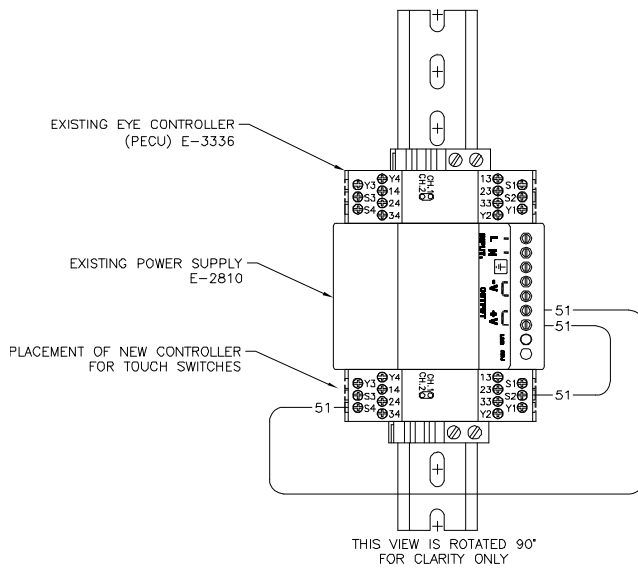 EXISTING EYE CONTROLLER
(PECU) E-3336
Y3 Y4 CH.1 13 S1
S3 14 CH.2 23 S2
S4 24 33 Y1
34 Y2
EXISTING POWER SUPPLY
E-2810
L N INPUT
-V +V OUTPUT
LED ADJ
51
51
PLACEMENT OF NEW CONTROLLER
FOR TOUCH SWITCHES
Y3 Y4 CH.1 13 S1
S3 14 CH.2 23 S2 51
51 S4 24 33 Y1
34 Y2
THIS VIEW IS ROTATED 90°
FOR CLARITY ONLY